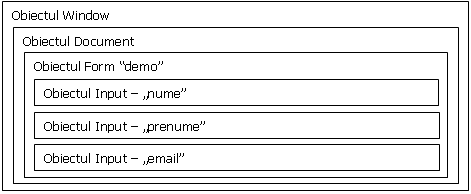 Obiectul Window
Obiectul Document
Obiectul Form “demo”
Obiectul Input – „nume”
Obiectul Input – „prenume”
Obiectul Input – „email”